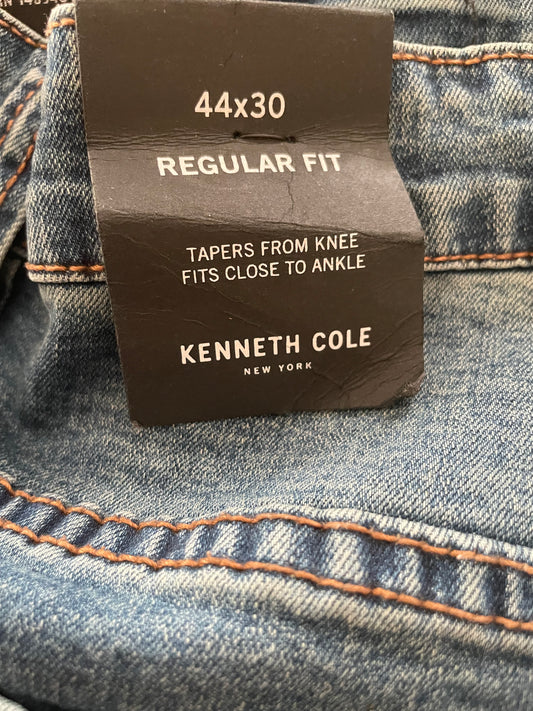 44x30
REGULAR FIT
TAPERS FROM KNEE
FITS CLOSE TO ANKLE
KENNETH COLE
NEW YORK